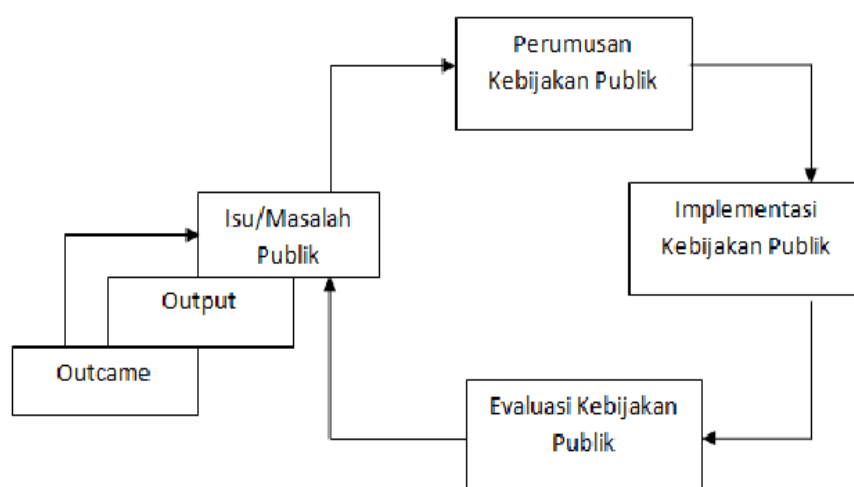 Perumusan
Kebijakan Publik
Isu/Masalah
Publik
Implementasi
Kebijakan Publik
Output
Outcame
Evaluasi Kebijakan
Publik